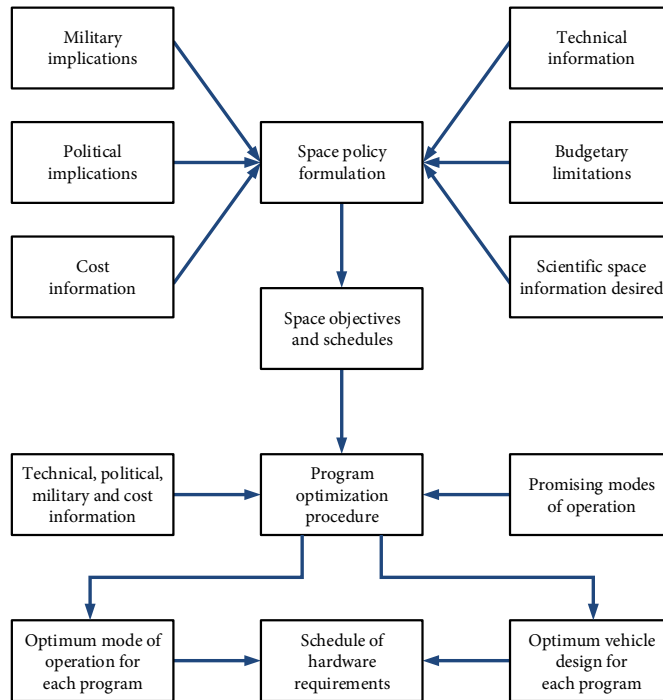 Military
implications
Technical
information
Political
implications
Space policy
formulation
Budgetary
limitations
Cost
information
Scientific space
information desired
Space objectives
and schedules
Technical, political,
military and cost
information
Program
optimization
procedure
Promising modes
of operation
Optimum mode of
operation for
each program
Schedule of
hardware
requirements
Optimum vehicle
design for
each program